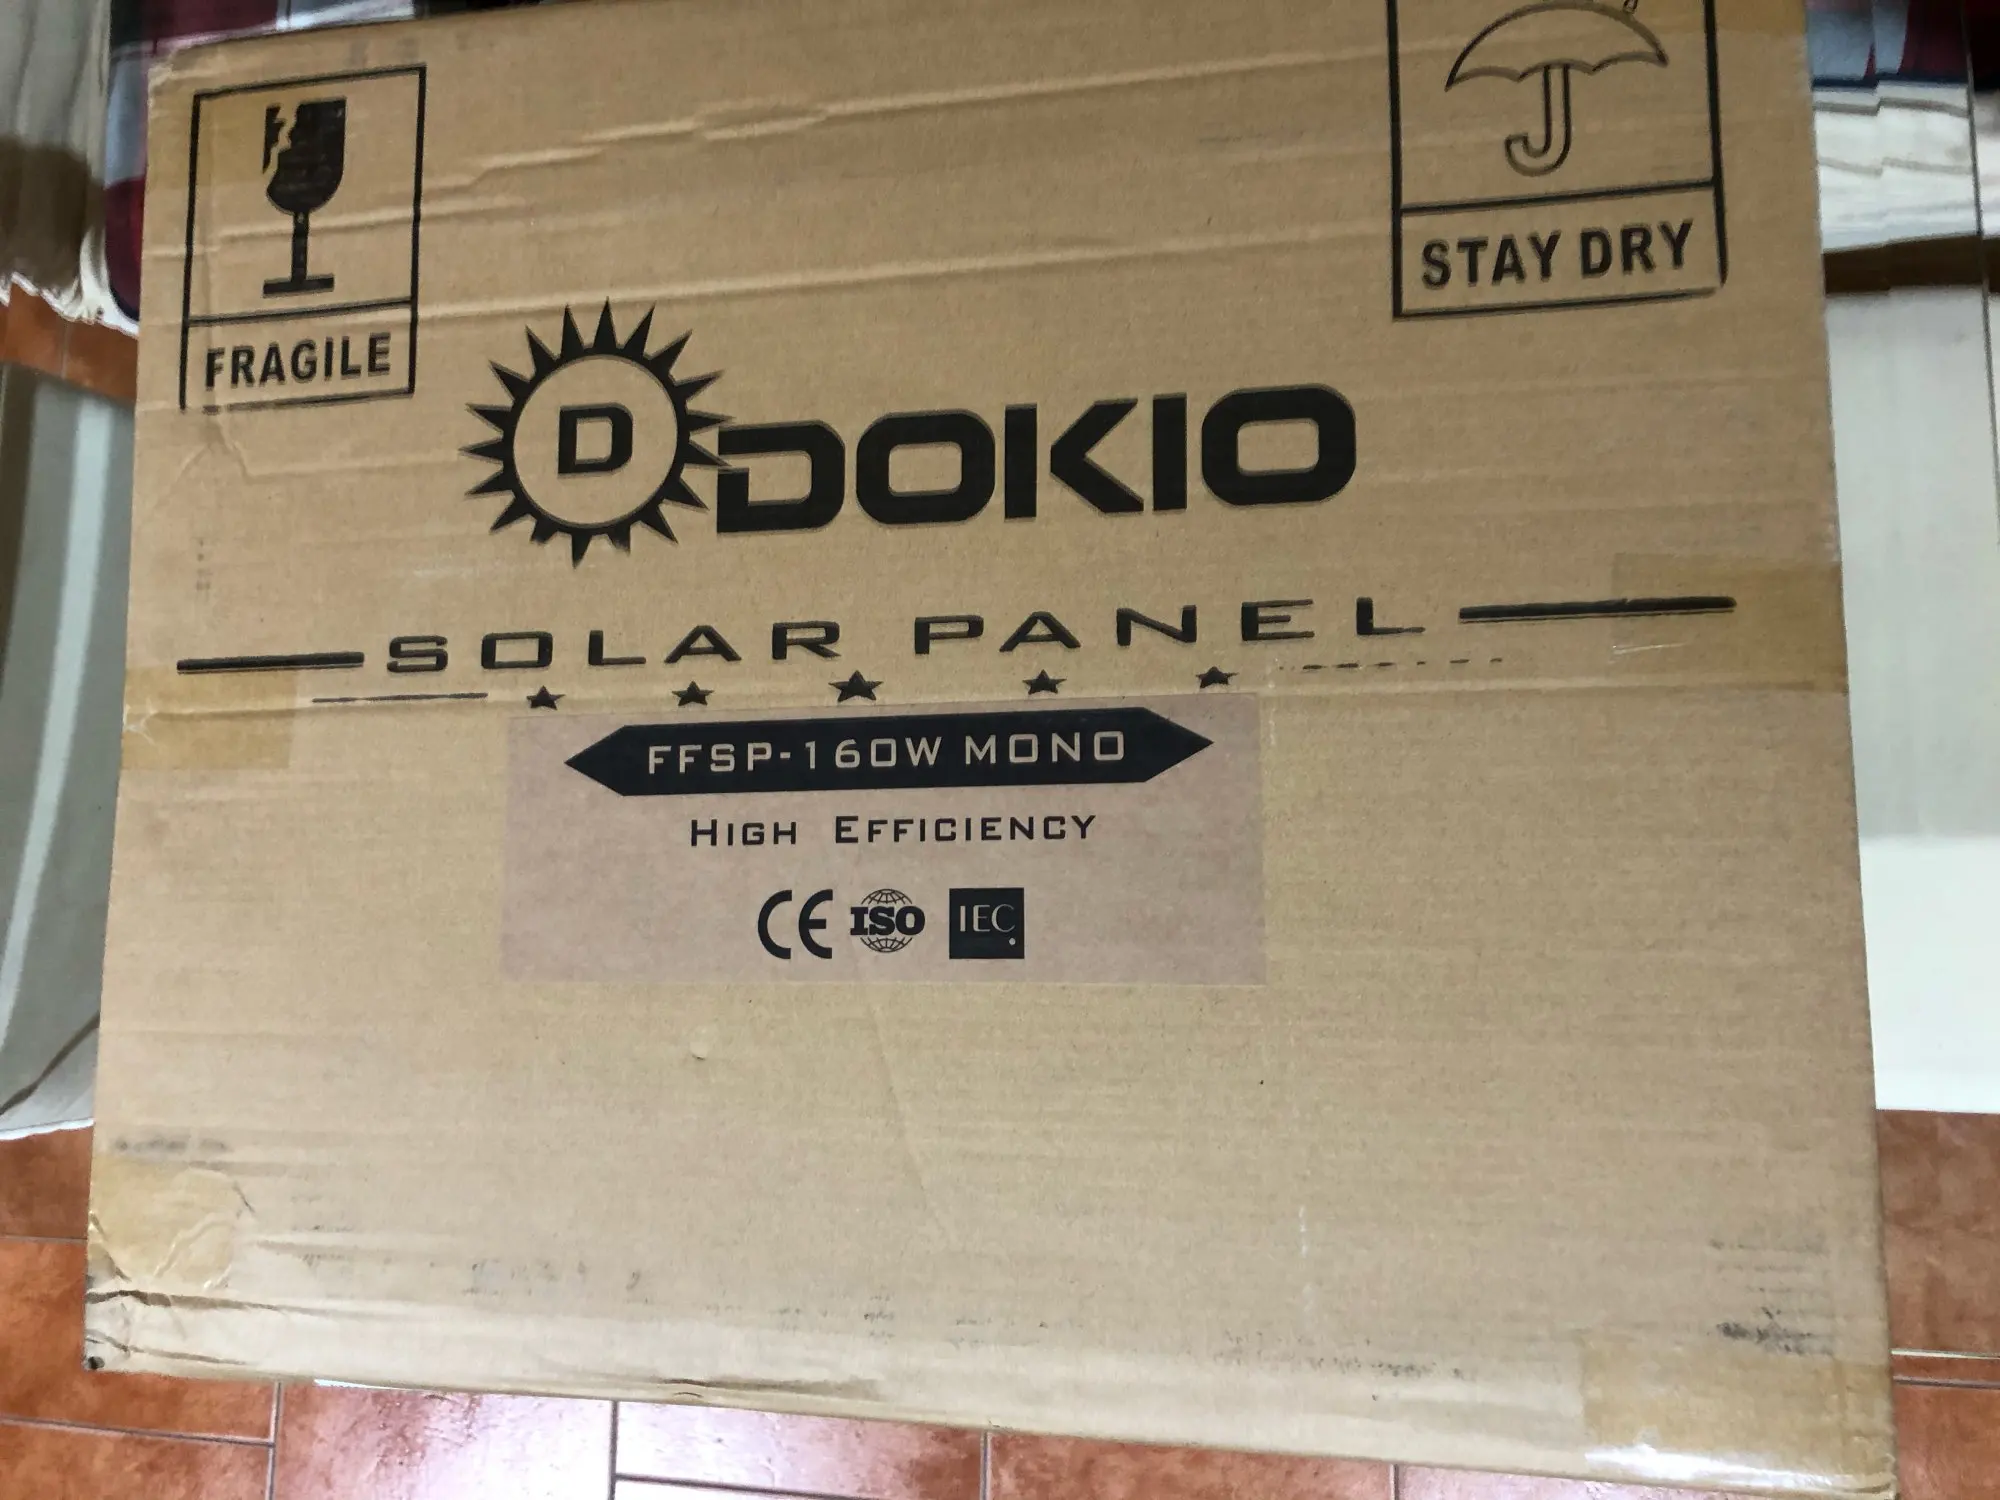 FRAGILE
STAY DRY
D DOKIO
SOLAR PANEL
FFSP-160W MONO
HIGH EFFICIENCY
CE ISO IEC.